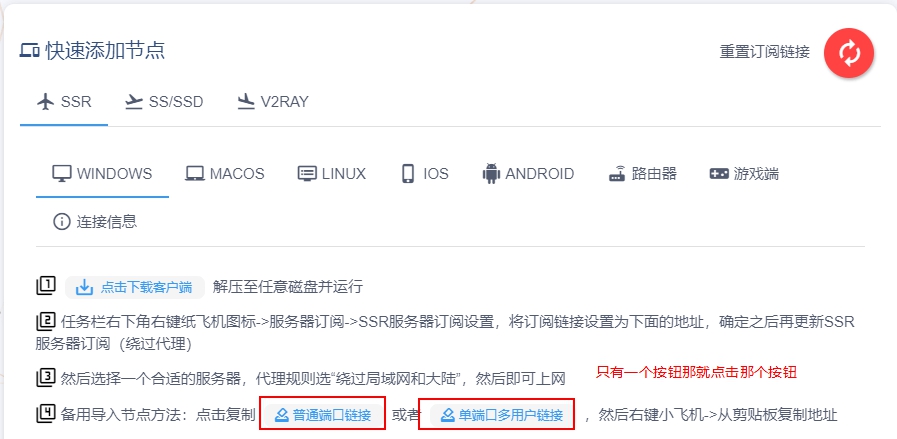 快速添加节点
重置订阅链接
SSR SS/SSD V2RAY
WINDOWS MACOS LINUX IOS ANDROID 路由器 游戏端
连接信息
1 点击下载客户端 解压至任意磁盘并运行
2 任务栏右下角右键纸飞机图标->服务器订阅->SSR服务器订阅设置，将订阅链接设置为下面的地址，确定之后再更新SSR
服务器订阅（绕过代理）
3 然后选择一个合适的服务器，代理规则选“绕过局域网和大陆”，然后即可上网
只有一个按钮那就点击那个按钮
4 备用导入节点方法：点击复制 普通端口链接 或者 单端口多用户链接 ，然后右键小飞机->从剪贴板复制地址